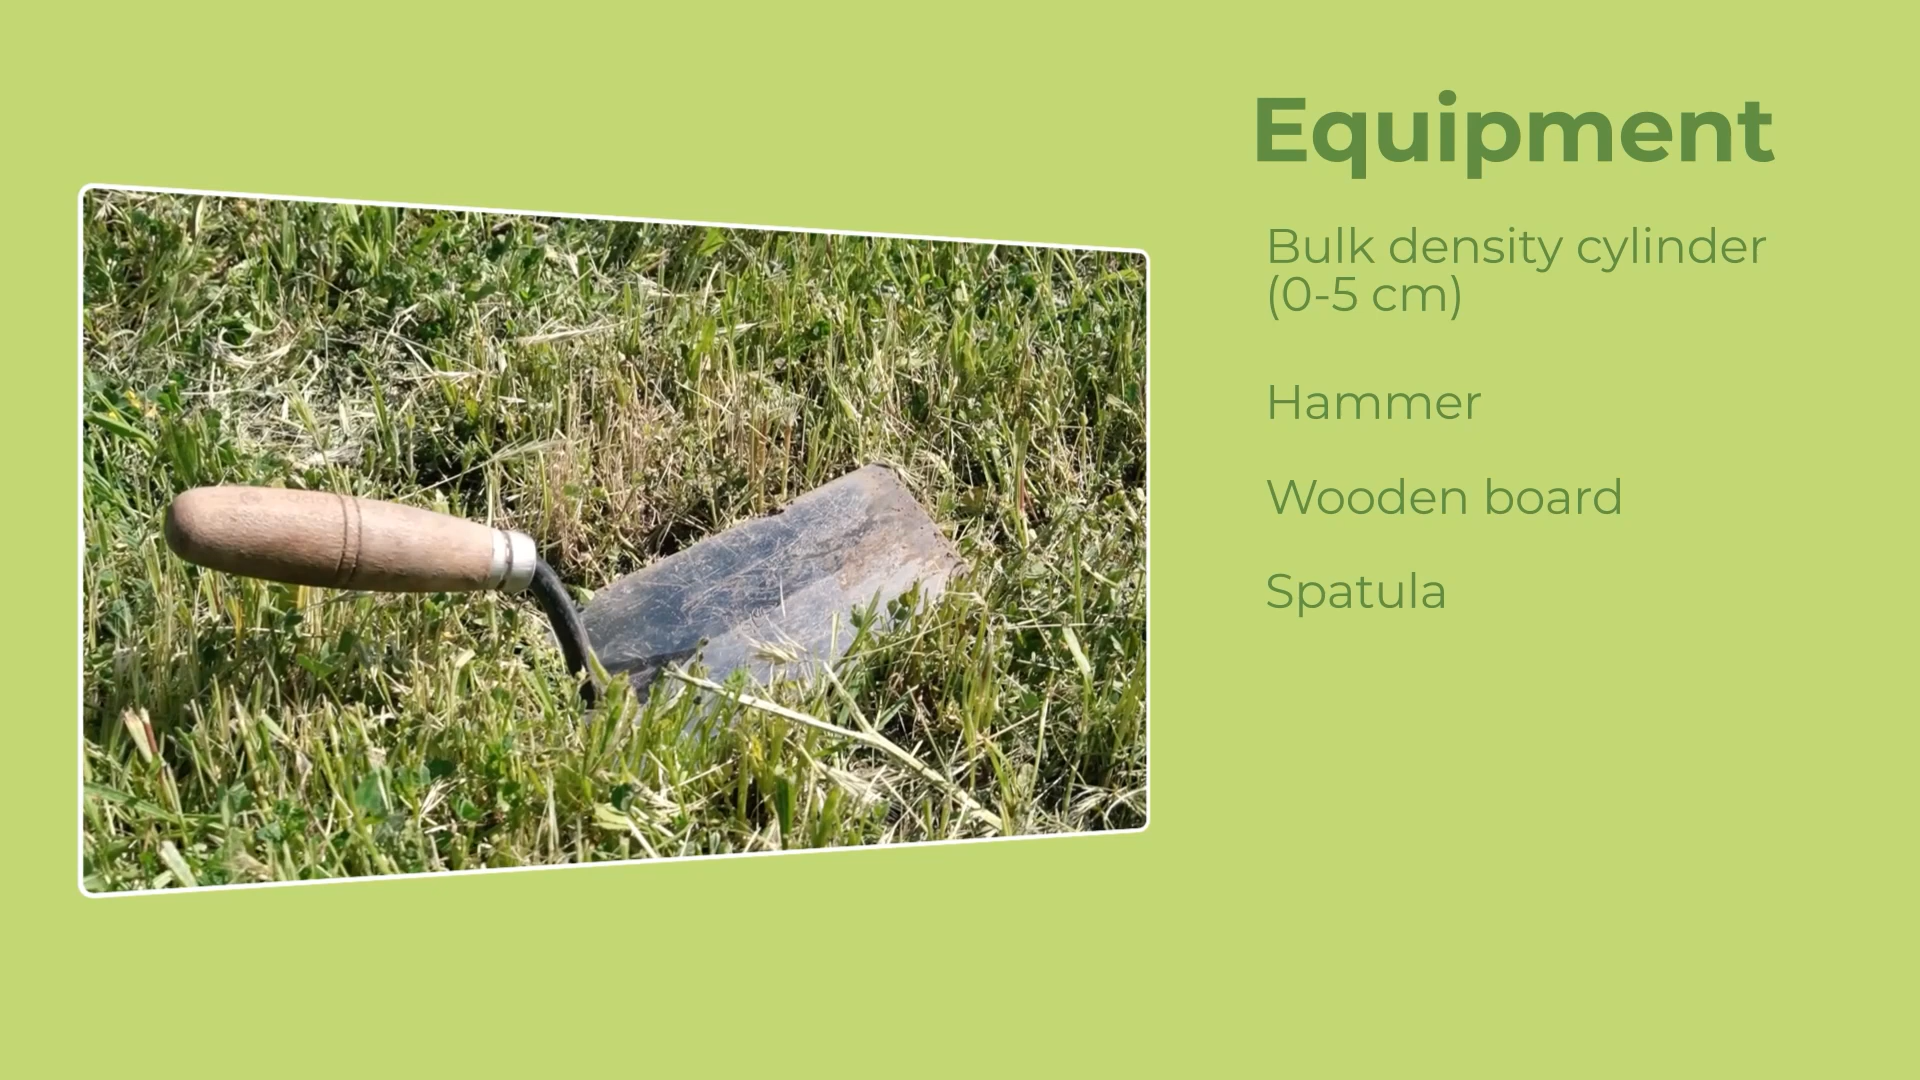 Equipment
Bulk density cylinder
(0-5 cm)
Hammer
Wooden board
Spatula